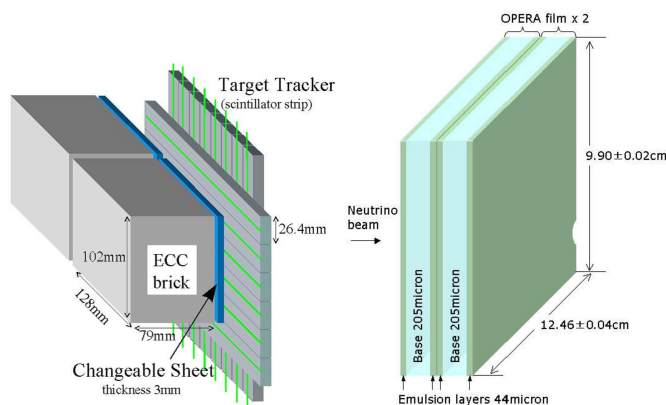 Target Tracker
(scintillator strip)
26.4mm
102mm
ECC
brick
128mm
79mm
Changeable Sheet
thickness 3mm
OPERA film x 2
9.90±0.02cm
Neutrino
beam
Base 205micron
Base 205micron
12.46±0.04cm
Emulsion layers 44micron